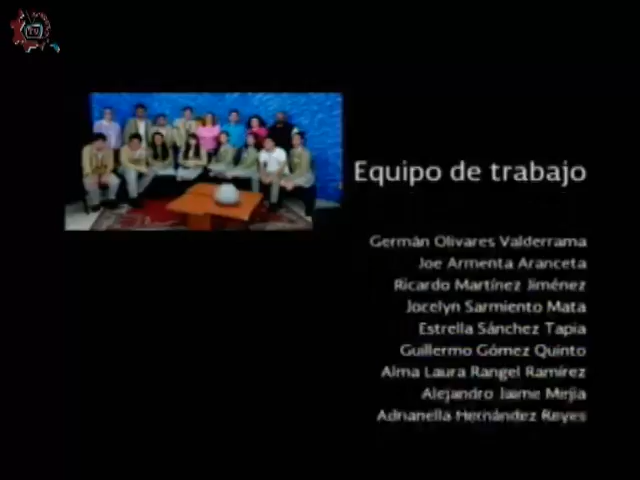 TV
Equipo de trabajo
Germán Olivares Valderrama
Joe Armenta Aranceta
Ricardo Martínez Jiménez
Jocelyn Sarmiento Mata
Estrella Sánchez Tapia
Guillermo Gómez Quinto
Alma Laura Rangel Ramírez
Alejandro Jaime Mejía
Adrianella Hernández Reyes